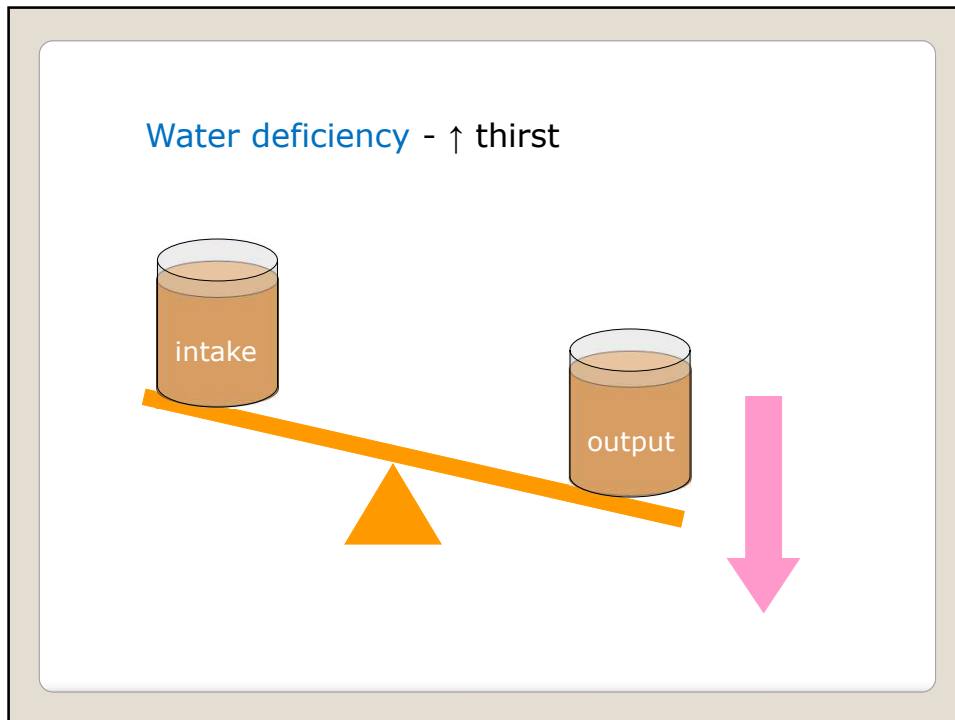 Water deficiency - ↑ thirst
intake
output